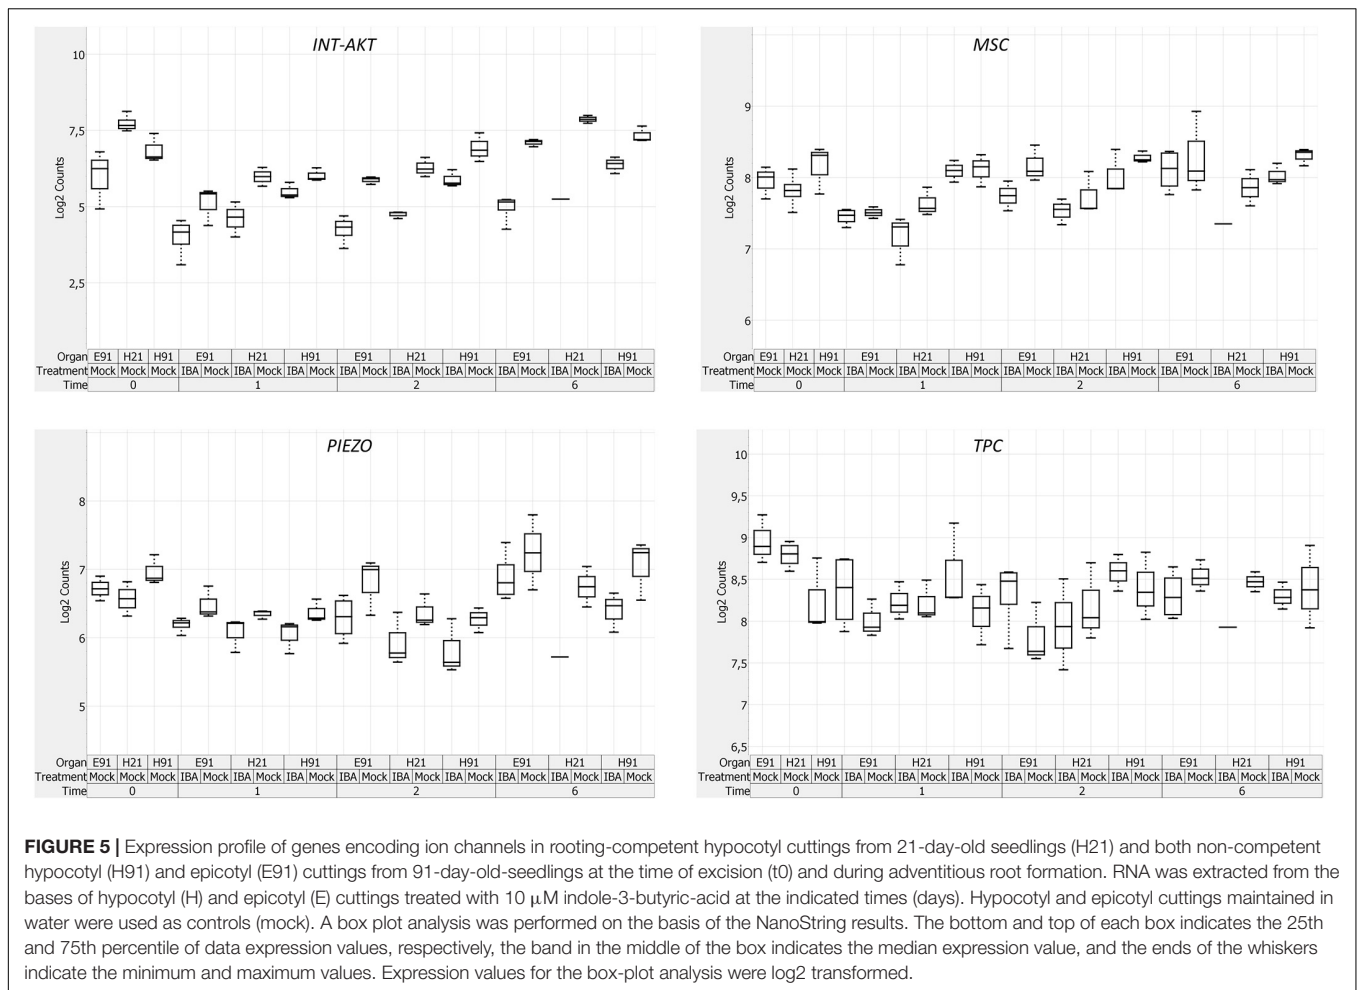 INT-AKT
10
7,5
5
2,5
Log2 Counts
Organ E91 H21 H91 E91 H21 H91 E91 H21 H91 E91 H21 H91
Treatment Mock Mock Mock IBA Mock IBA Mock IBA Mock IBA Mock IBA Mock IBA Mock IBA Mock IBA Mock IBA Mock
Time 0 1 2 6
MSC
9
8
7
6
Log2 Counts
Organ E91 H21 H91 E91 H21 H91 E91 H21 H91 E91 H21 H91
Treatment Mock Mock Mock IBA Mock IBA Mock IBA Mock IBA Mock IBA Mock IBA Mock IBA Mock IBA Mock IBA Mock
Time 0 1 2 6
PIEZO
8
7
6
5
Log2 Counts
Organ E91 H21 H91 E91 H21 H91 E91 H21 H91 E91 H21 H91
Treatment Mock Mock Mock IBA Mock IBA Mock IBA Mock IBA Mock IBA Mock IBA Mock IBA Mock IBA Mock IBA Mock
Time 0 1 2 6
TPC
10
9,5
9
8,5
8
7,5
7
6,5
Log2 Counts
Organ E91 H21 H91 E91 H21 H91 E91 H21 H91 E91 H21 H91
Treatment Mock Mock Mock IBA Mock IBA Mock IBA Mock IBA Mock IBA Mock IBA Mock IBA Mock IBA Mock IBA Mock
Time 0 1 2 6
FIGURE 5 | Expression profile of genes encoding ion channels in rooting-competent hypocotyl cuttings from 21-day-old seedlings (H21) and both non-competent
hypocotyl (H91) and epicotyl (E91) cuttings from 91-day-old-seedlings at the time of excision (t0) and during adventitious root formation. RNA was extracted from the
bases of hypocotyl (H) and epicotyl (E) cuttings treated with 10 μM indole-3-butyric-acid at the indicated times (days). Hypocotyl and epicotyl cuttings maintained in
water were used as controls (mock). A box plot analysis was performed on the basis of the NanoString results. The bottom and top of each box indicates the 25th
and 75th percentile of data expression values, respectively, the band in the middle of the box indicates the median expression value, and the ends of the whiskers
indicate the minimum and maximum values. Expression values for the box-plot analysis were log2 transformed.